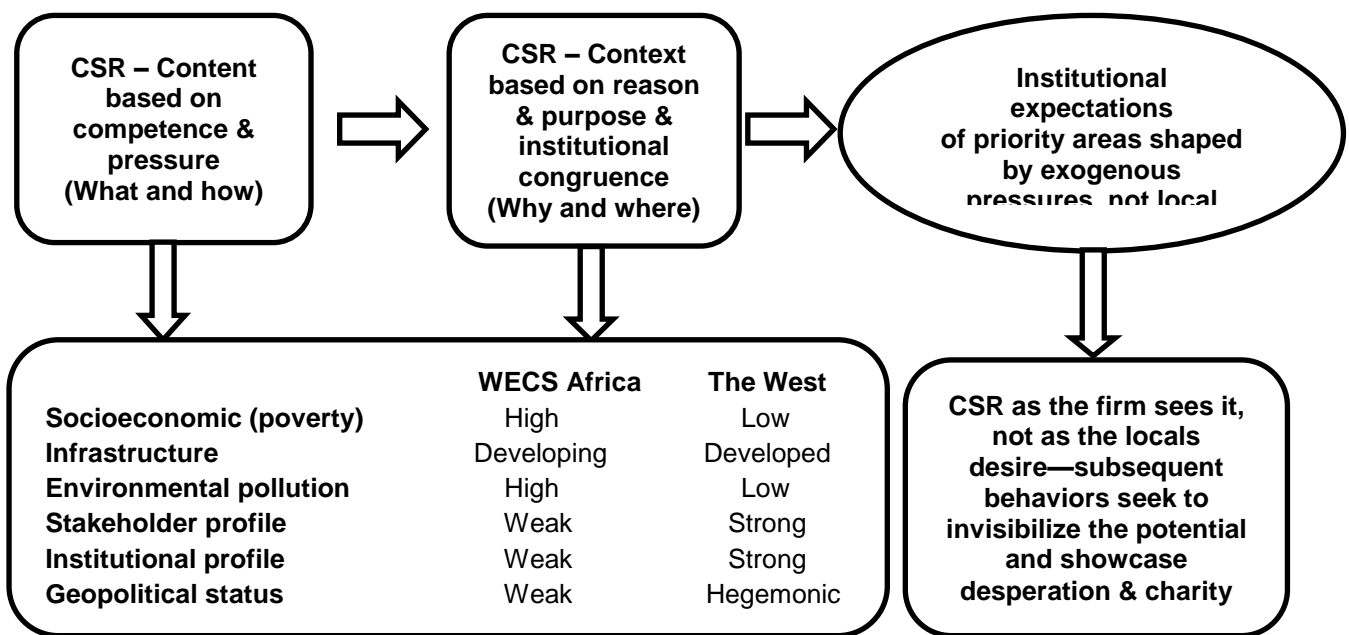 CSR – Content
based on
competence &
pressure
(What and how)
CSR – Context
based on reason
& purpose &
institutional
congruence
(Why and where)
Institutional
expectations
of priority areas shaped
by exogenous
pressures, not local
WECS Africa The West
Socioeconomic (poverty) High Low
Infrastructure Developing Developed
Environmental pollution High Low
Stakeholder profile Weak Strong
Institutional profile Weak Strong
Geopolitical status Weak Hegemonic
CSR as the firm sees it,
not as the locals
desire—subsequent
behaviors seek to
invisibilize the potential
and showcase
desperation & charity